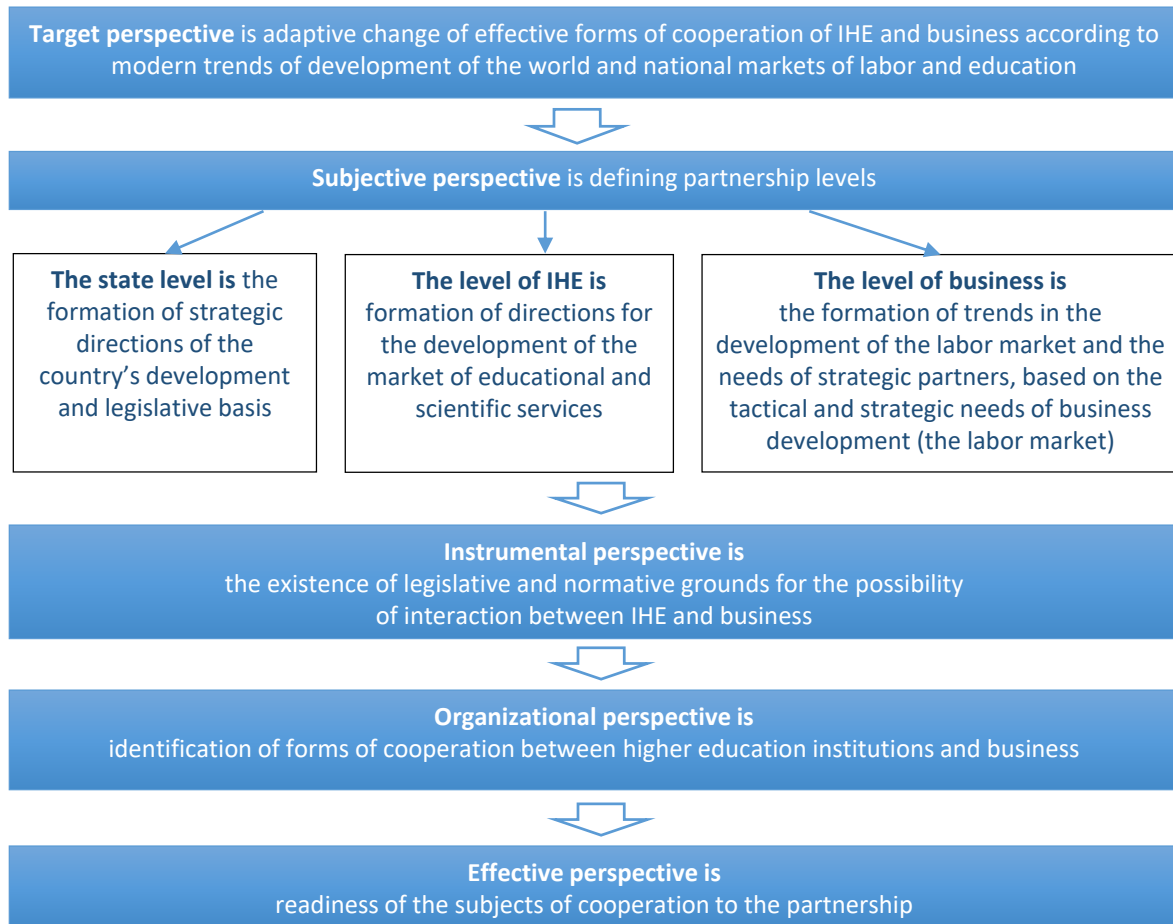 Target perspective is adaptive change of effective forms of cooperation of IHE and business according to
modern trends of development of the world and national markets of labor and education
Subjective perspective is defining partnership levels
The state level is the
formation of strategic
directions of the
country’s development
and legislative basis
The level of IHE is
formation of directions for
the development of the
market of educational and
scientific services
The level of business is
the formation of trends in the
development of the labor market and the
needs of strategic partners, based on the
tactical and strategic needs of business
development (the labor market)
Instrumental perspective is
the existence of legislative and normative grounds for the possibility
of interaction between IHE and business
Organizational perspective is
identification of forms of cooperation between higher education institutions and business
Effective perspective is
readiness of the subjects of cooperation to the partnership